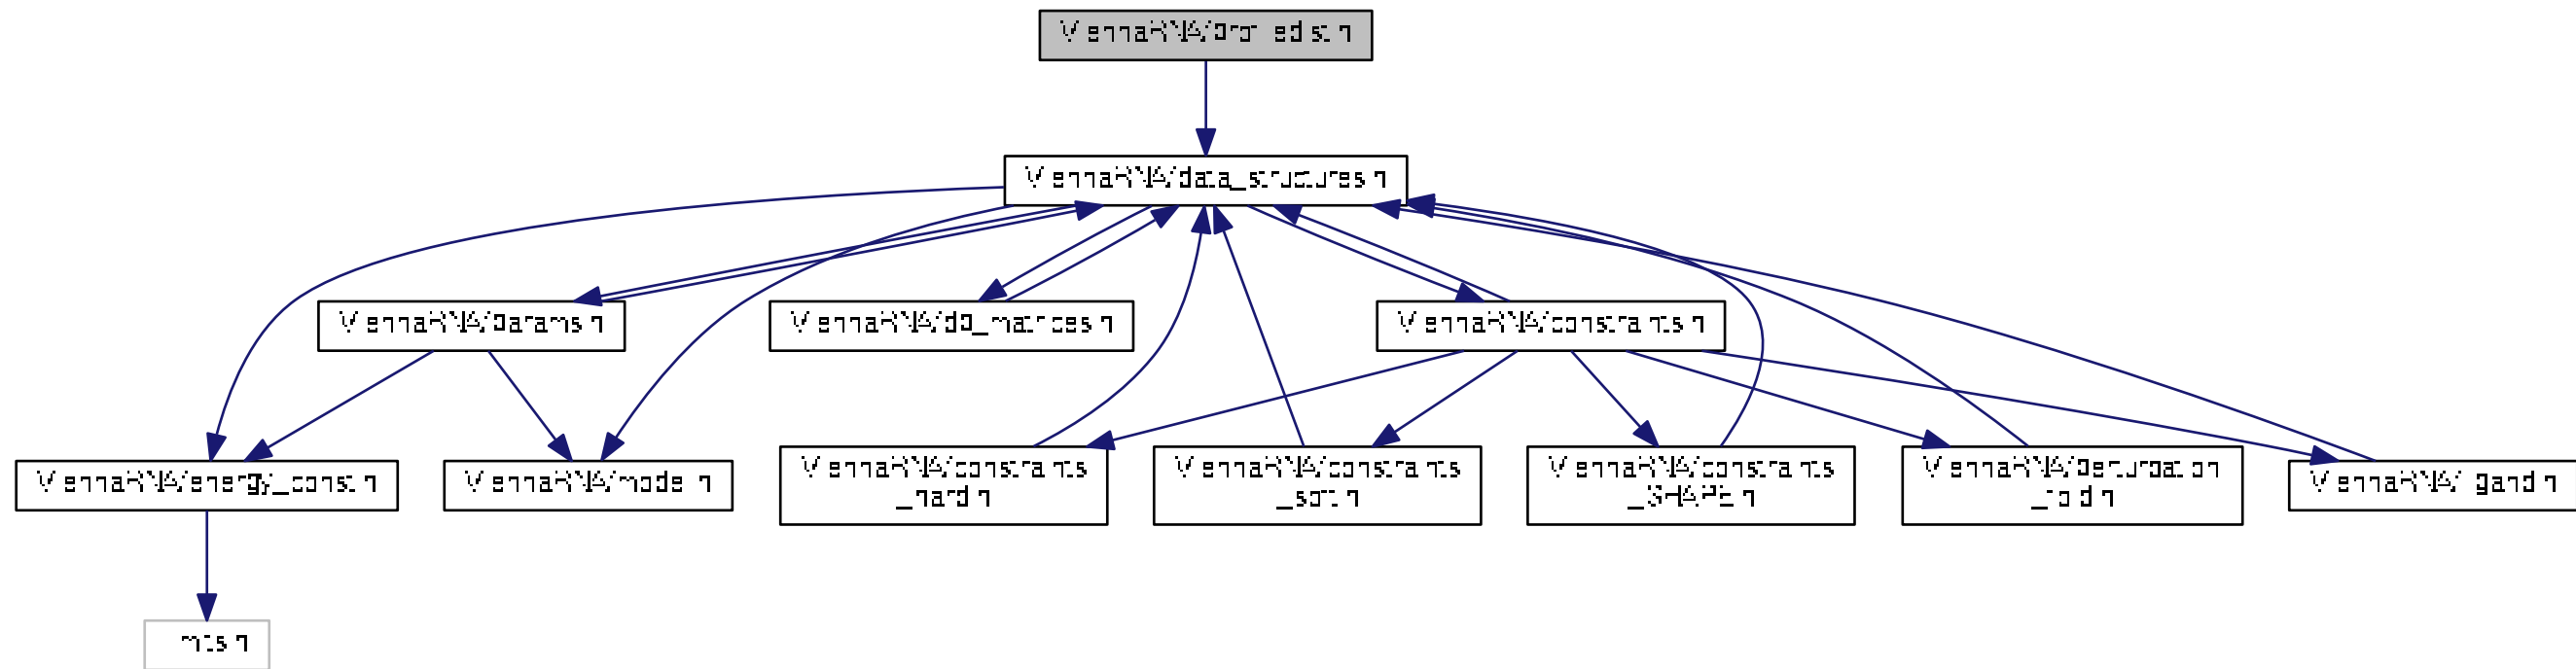 ViennaRNA/profiledist.h
ViennaRNA/data_structures.h
ViennaRNA/params.h
ViennaRNA/dp_matrices.h
ViennaRNA/constraints.h
ViennaRNA/energy_const.h
ViennaRNA/model.h
ViennaRNA/constraints
_hard.h
ViennaRNA/constraints
_soft.h
ViennaRNA/constraints
_SHAPE.h
ViennaRNA/perturbation
_fold.h
ViennaRNA/ligand.h
limits.h